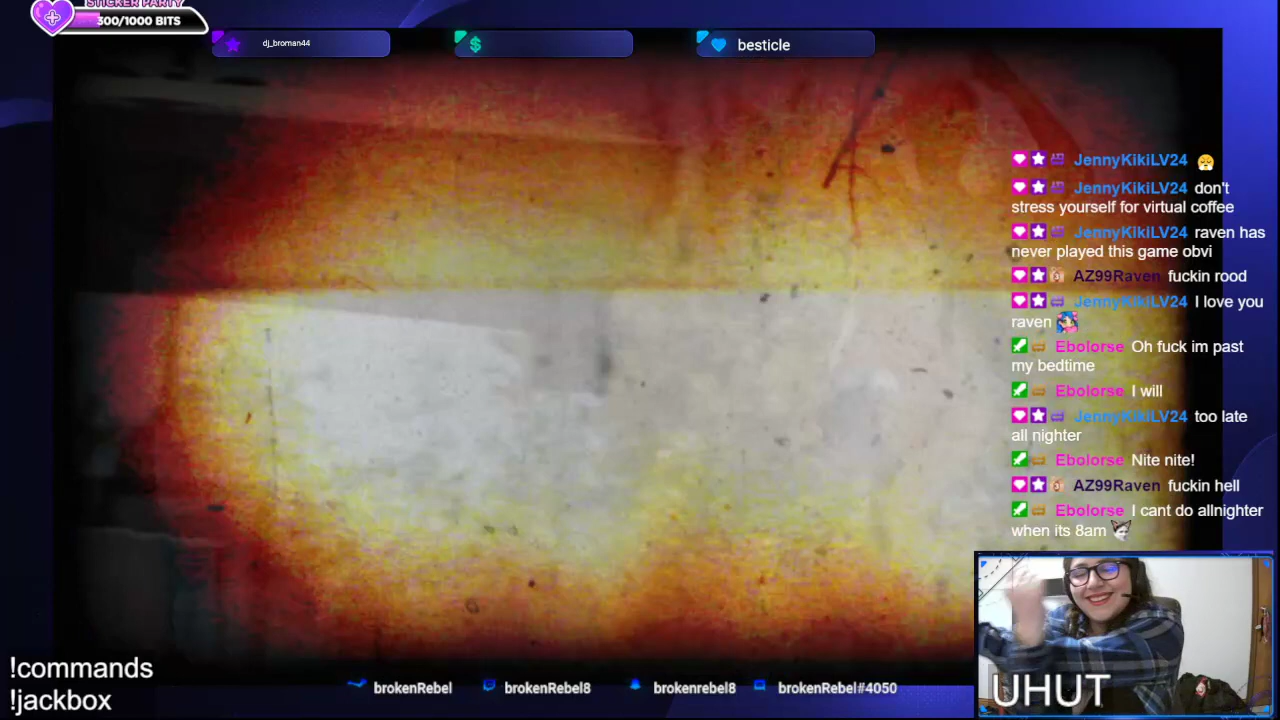 STICKER PARTY
300/1000 BITS
dj_broman44
$
besticle
JennyKikiLV24
JennyKikiLV24 don't
stress yourself for virtual coffee
JennyKikiLV24 raven has
never played this game obvi
AZ99Raven fuckin rood
JennyKikiLV24 I love you
raven
Ebolorse Oh fuck im past
my bedtime
Ebolorse I will
JennyKikiLV24 too late
all nighter
Ebolorse Nite nite!
AZ99Raven fuckin hell
Ebolorse I cant do allnighter
when its 8am
UHUT
!commands
!jackbox
brokenRebel
brokenRebel8
brokenrebel8
brokenRebel#4050